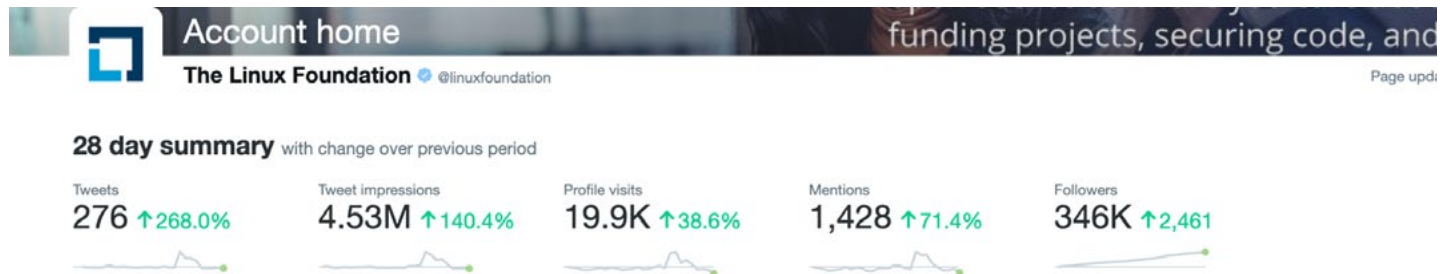 Account home
funding projects, securing code, and
The Linux Foundation @linuxfoundation
Page upda
28 day summary with change over previous period
Tweets Tweet impressions Profile visits Mentions Followers
276 ↑268.0% 4.53M ↑140.4% 19.9K ↑38.6% 1,428 ↑71.4% 346K ↑2,461